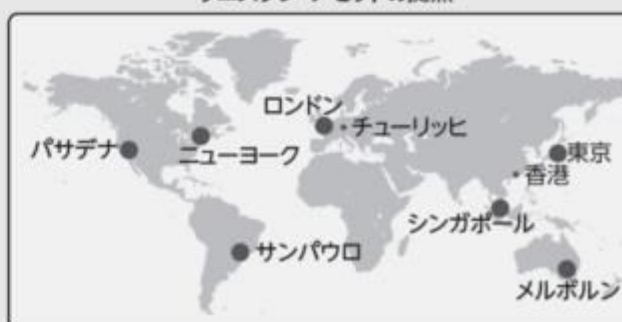 ロンドン
チューリッヒ
パサデナ
ニューヨーク
東京
香港
シンガポール
サンパウロ
メルボルン